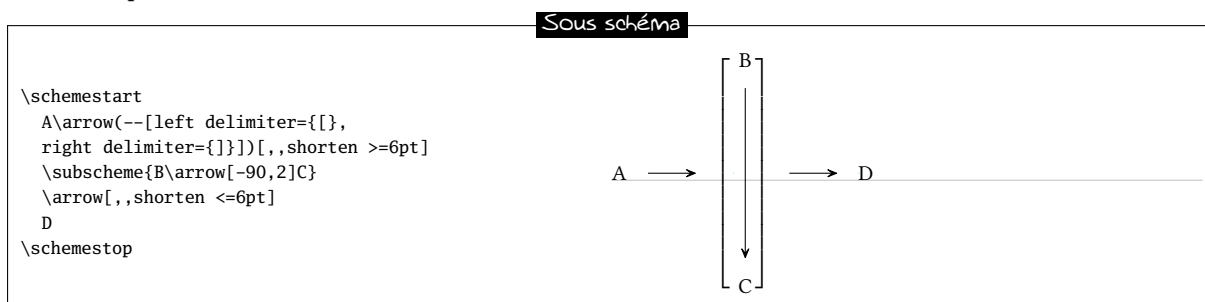 Sous schéma
\schemestart
A\arrow(--[left delimiter={[},
right delimiter={]}])[,,shorten >=6pt]
\subscheme{B\arrow[-90,2]C}
\arrow[,,shorten <=6pt]
D
\schemestop
B
A
D
C